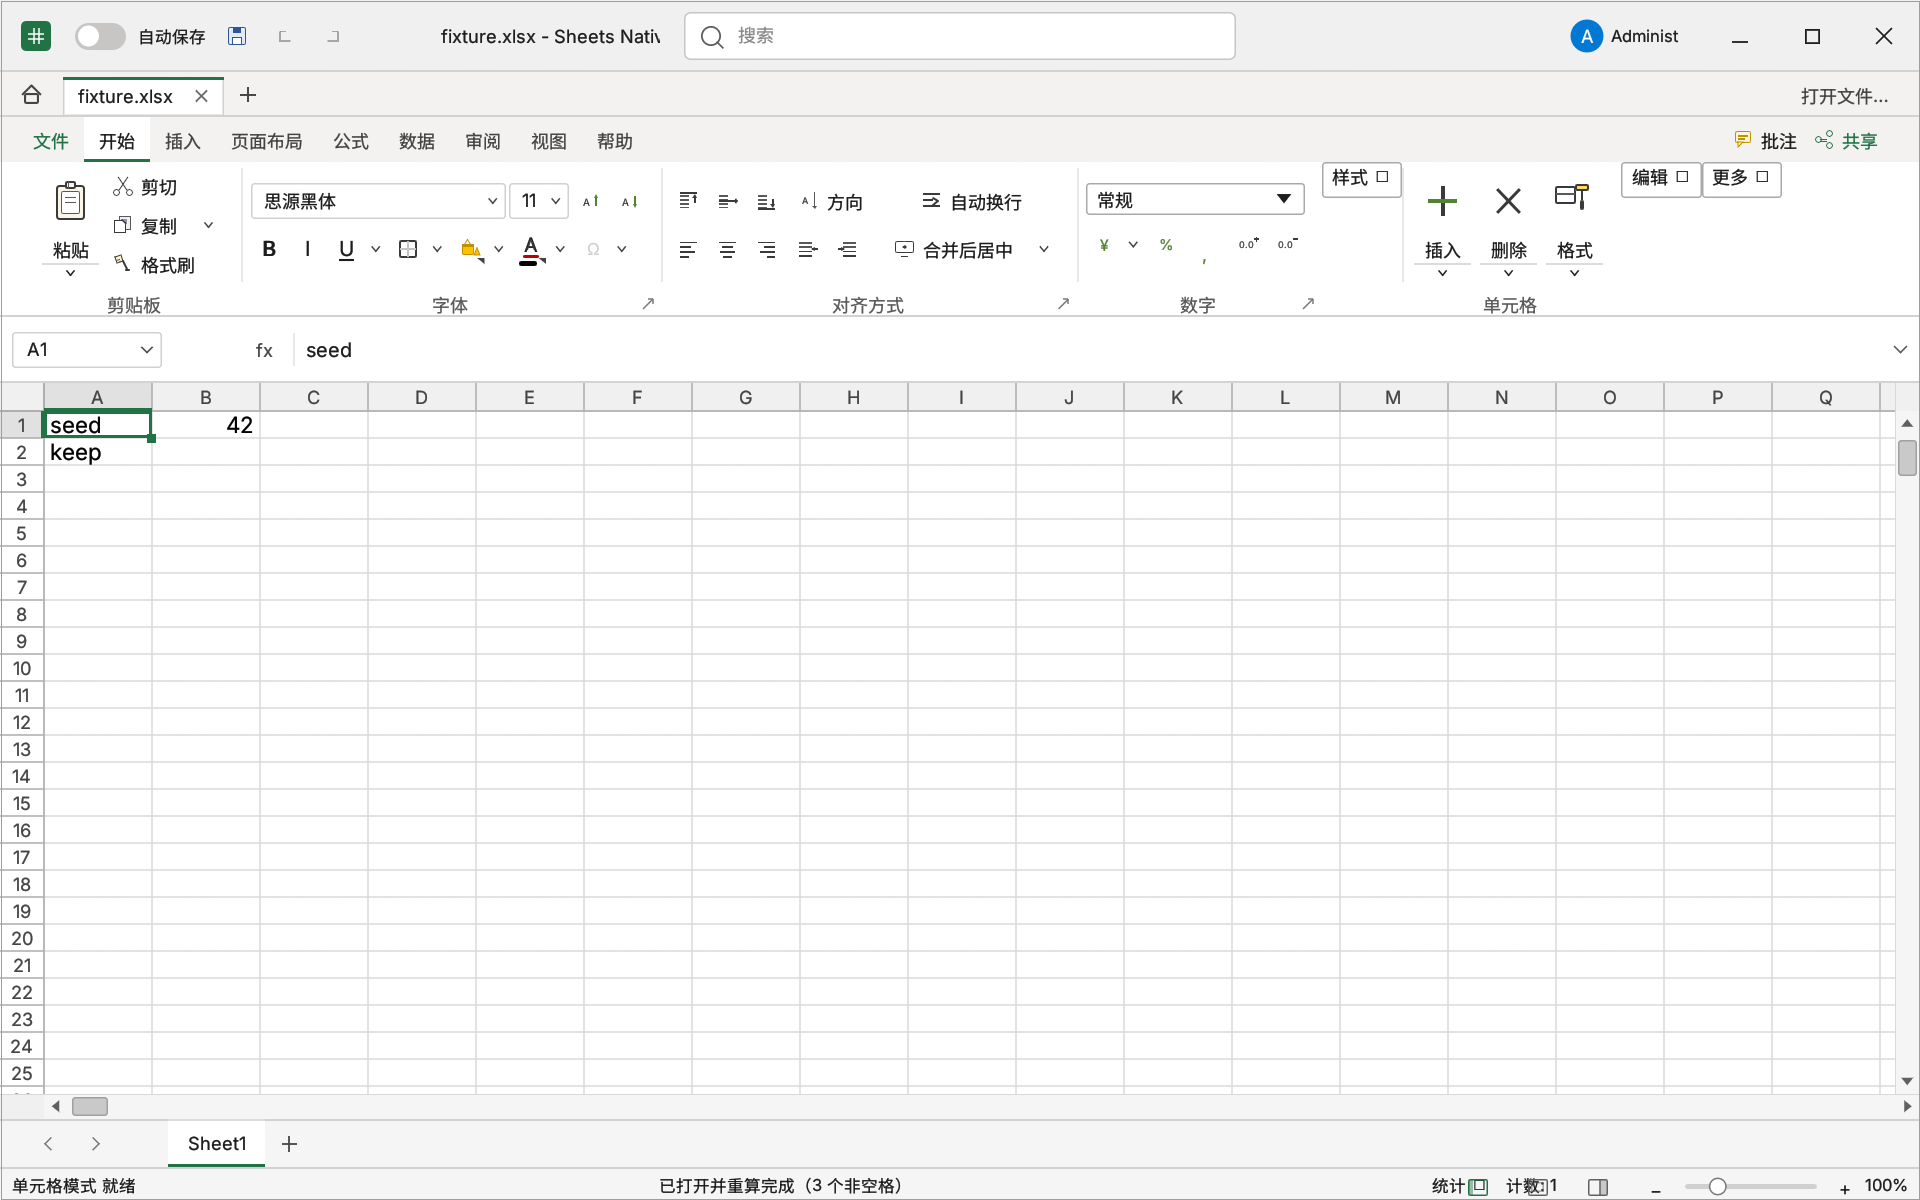 自动保存 fixture.xlsx - Sheets Nativ 搜索 A Administ
fixture.xlsx 打开文件...
文件 开始 插入 页面布局 公式 数据 审阅 视图 帮助 批注 共享
粘贴 剪切 复制 格式刷 剪贴板
思源黑体 11 A A
B I U A Ω 字体
方向 自动换行
合并后居中 对齐方式
常规
¥ % , 0.0+ 0.0− 数字
样式
插入 删除 格式 单元格
编辑 更多
A1 fx seed
A B C D E F G H I J K L M N O P Q
1 seed 42
2 keep
3
4
5
6
7
8
9
10
11
12
13
14
15
16
17
18
19
20
21
22
23
24
25
Sheet1
单元格模式 就绪 已打开并重算完成（3 个非空格） 统计 计数:1 100%